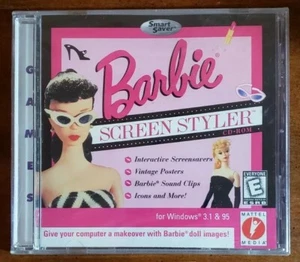 Smart
Saver
GAMES
Barbie®
SCREEN STYLER
CD-ROM
Interactive Screensavers
Vintage Posters
Barbie® Sound Clips
Icons and More!
EVERYONE
E
for Windows® 3.1 & 95
MATTEL
MEDIA
Give your computer a makeover with Barbie® doll images!